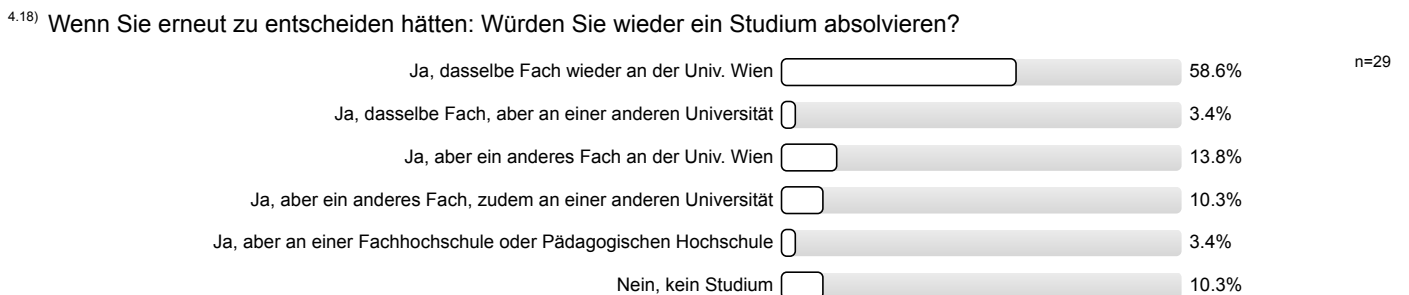 4.18) Wenn Sie erneut zu entscheiden hätten: Würden Sie wieder ein Studium absolvieren?
Ja, dasselbe Fach wieder an der Univ. Wien 58.6% n=29
Ja, dasselbe Fach, aber an einer anderen Universität 3.4%
Ja, aber ein anderes Fach an der Univ. Wien 13.8%
Ja, aber ein anderes Fach, zudem an einer anderen Universität 10.3%
Ja, aber an einer Fachhochschule oder Pädagogischen Hochschule 3.4%
Nein, kein Studium 10.3%